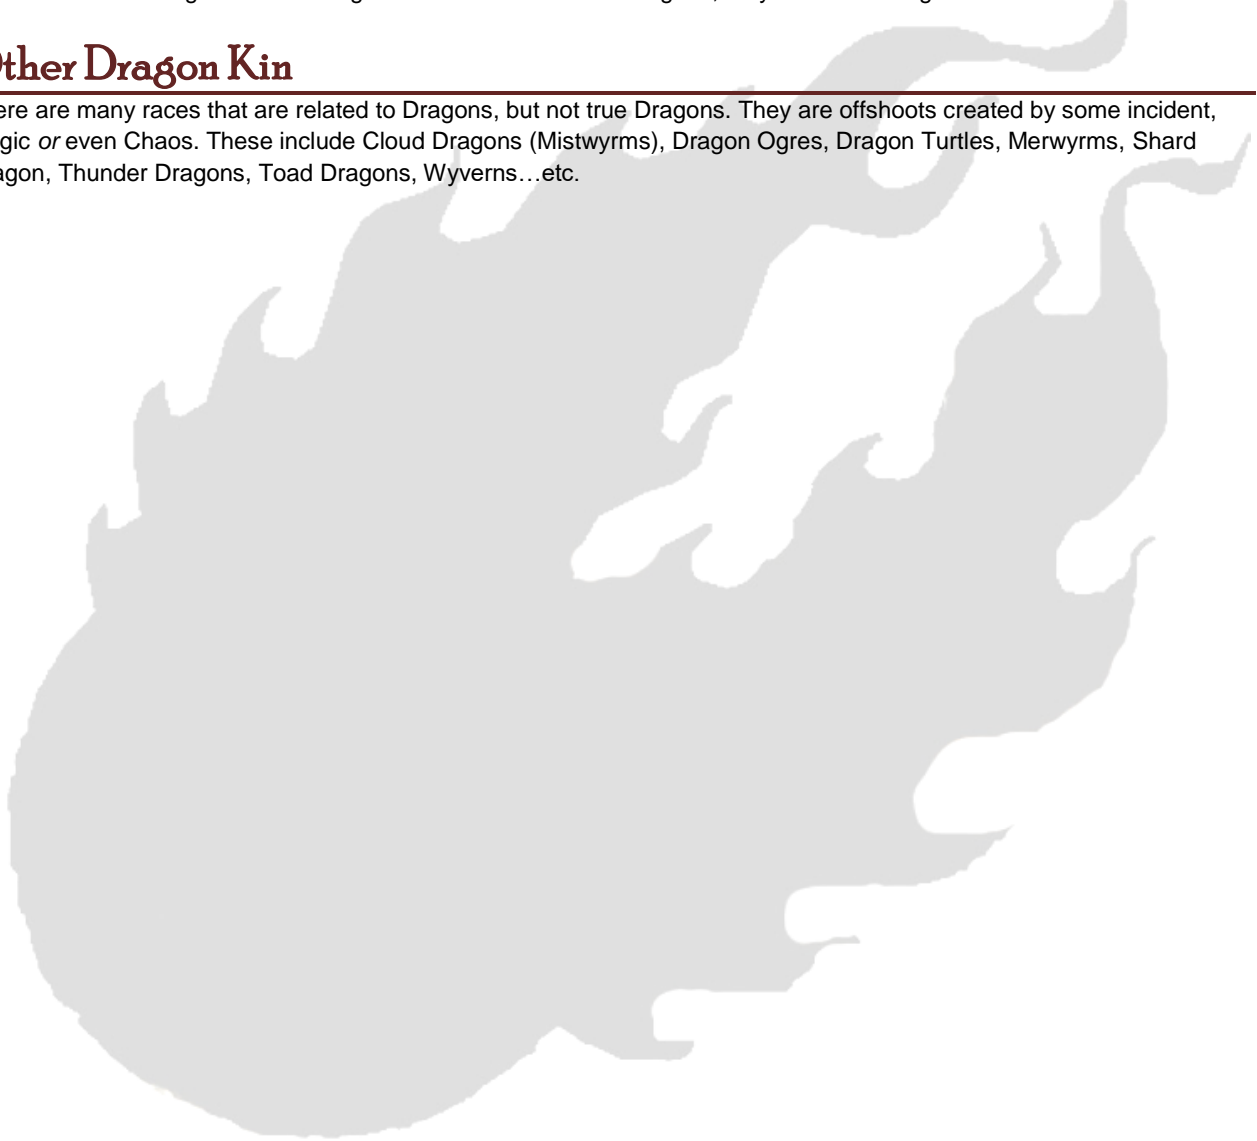 ther Dragon Kin
ere are many races that are related to Dragons, but not true Dragons. They are offshoots created by some incident,
gic or even Chaos. These include Cloud Dragons (Mistwyrms), Dragon Ogres, Dragon Turtles, Merwyrms, Shard
agon, Thunder Dragons, Toad Dragons, Wyverns…etc.